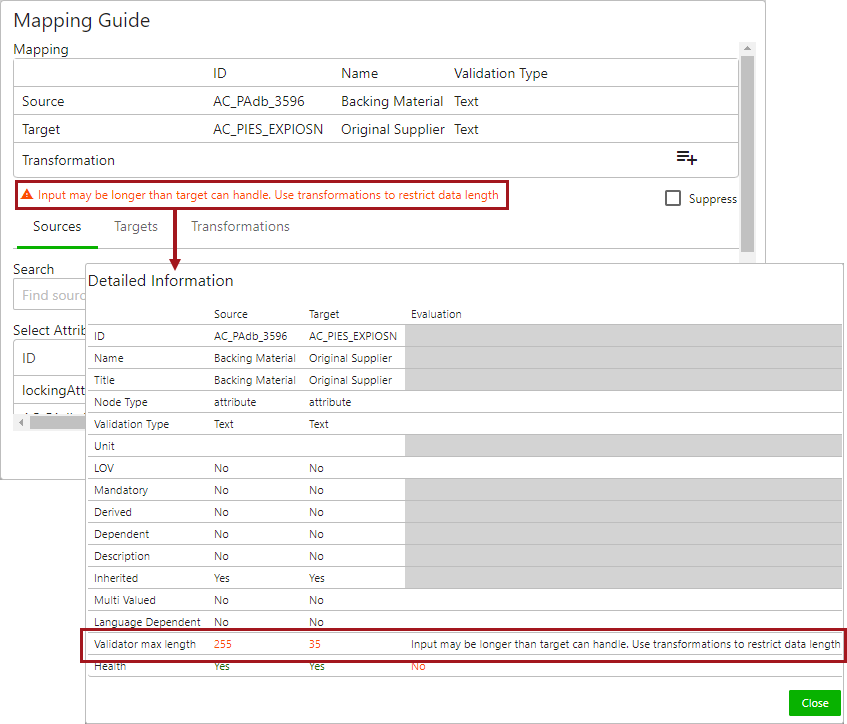 Mapping Guide
Mapping
ID Name Validation Type
Source AC_PAdb_3596 Backing Material Text
Target AC_PIES_EXPIOSN Original Supplier Text
Transformation
Input may be longer than target can handle. Use transformations to restrict data length
Suppress
Sources Targets Transformations
Search
Find sourc
Select Attrib
ID
lockingAtt
Detailed Information
Source Target Evaluation
ID AC_PAdb_3596 AC_PIES_EXPIOSN
Name Backing Material Original Supplier
Title Backing Material Original Supplier
Node Type attribute attribute
Validation Type Text Text
Unit
LOV No No
Mandatory No No
Derived No No
Dependent No No
Description No No
Inherited Yes Yes
Multi Valued No No
Language Dependent No No
Validator max length 255 35 Input may be longer than target can handle. Use transformations to restrict data length
Health Yes Yes No
Close